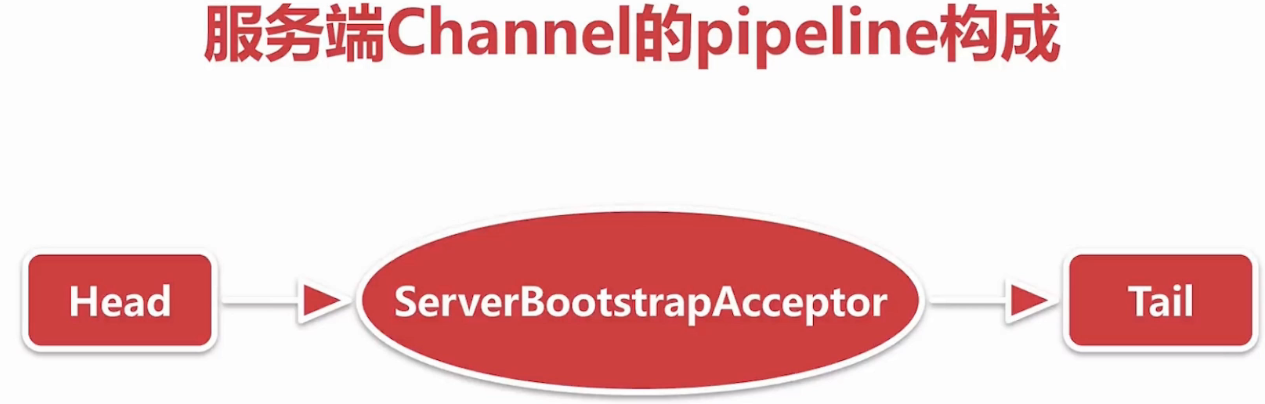 服务端Channel的pipeline构成
Head
ServerBootstrapAcceptor
Tail